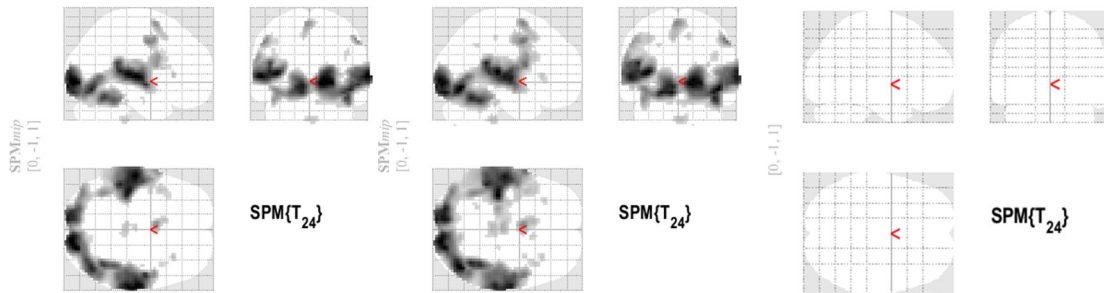 SPMmip
[0, -1, 1]
SPM{T24}
SPMmip
[0, -1, 1]
SPM{T24}
[0, -1, 1]
SPM{T24}